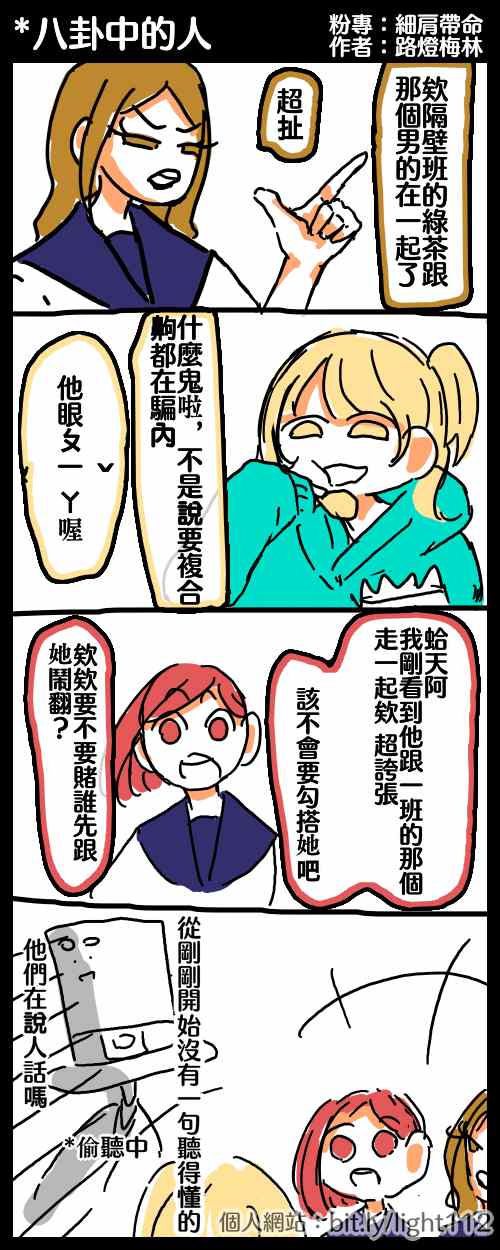 *八卦中的人
粉專：細肩帶命
作者：路燈梅林
欸隔壁班的綠茶跟
那個男的在一起了
超扯
什麼鬼啦，不是說要複合
齁都在騙內
他眼ㄆㄧㄚˇ喔
蛤天阿
我剛看到他跟一班的那個
走一起欸 超誇張
該不會要勾搭她吧
欸欸要不要賭誰先跟
她鬧翻？
從剛剛開始沒有一句聽得懂的
他們在說人話嗎
*偷聽中
個人網站：bit.ly/light112